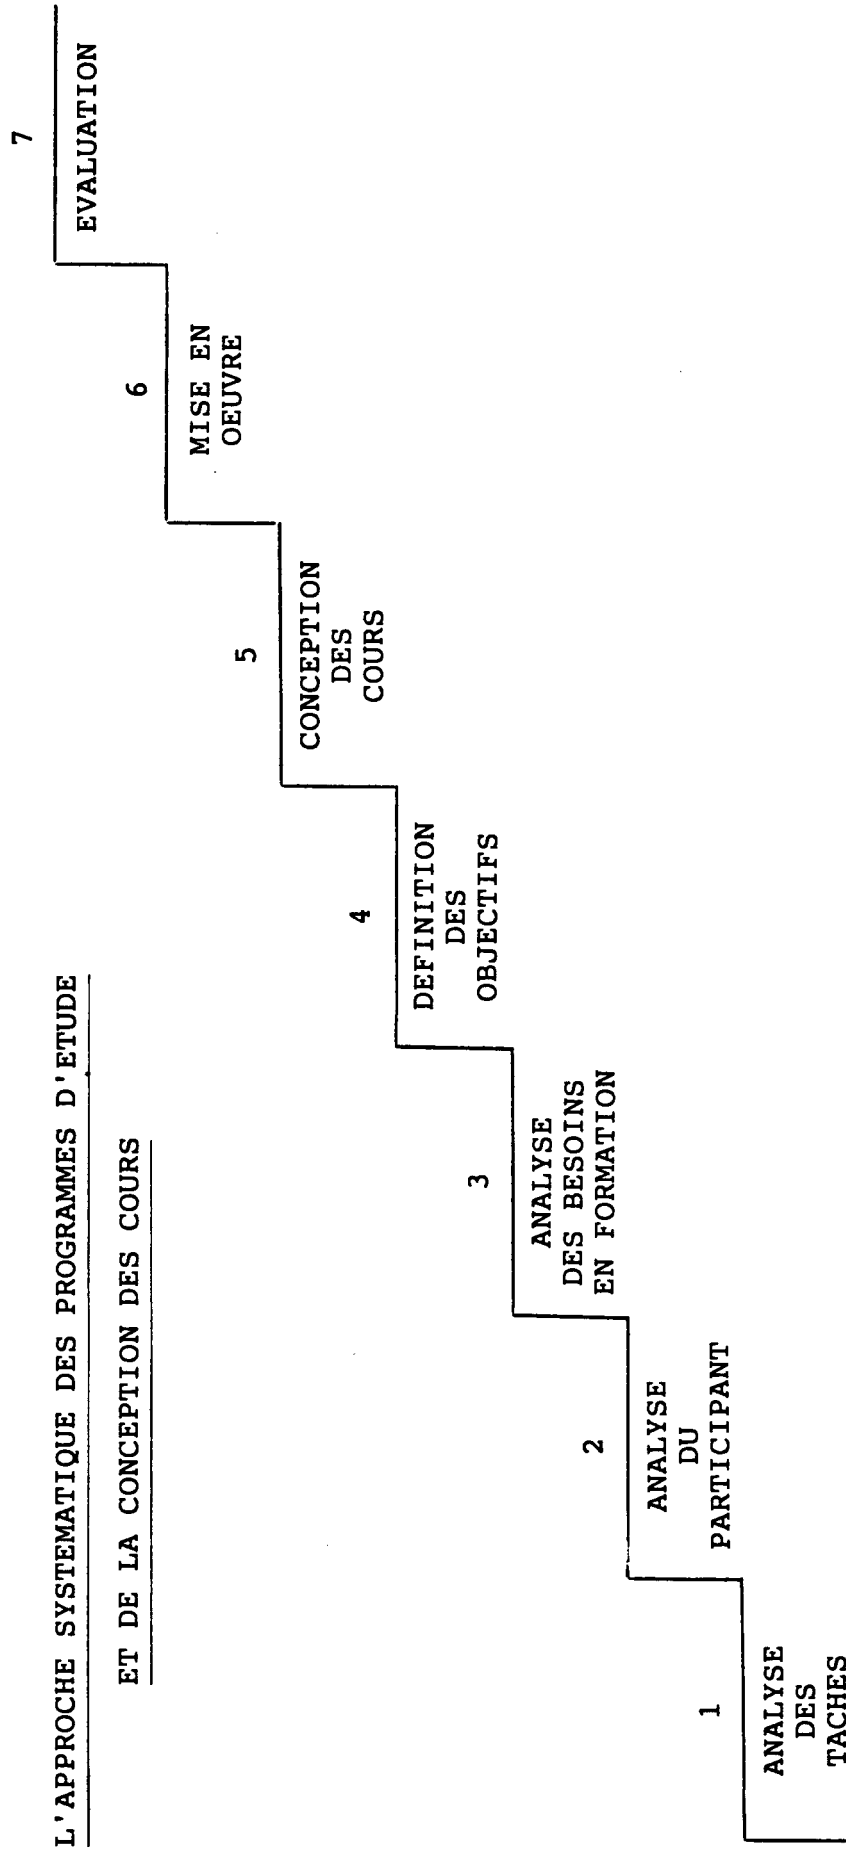 L'APPROCHE SYSTEMATIQUE DES PROGRAMMES D'ETUDE
ET DE LA CONCEPTION DES COURS
1
ANALYSE
DES
TACHES
2
ANALYSE
DU
PARTICIPANT
3
ANALYSE
DES BESOINS
EN FORMATION
4
DEFINITION
DES
OBJECTIFS
5
CONCEPTION
DES
COURS
6
MISE EN
OEUVRE
7
EVALUATION